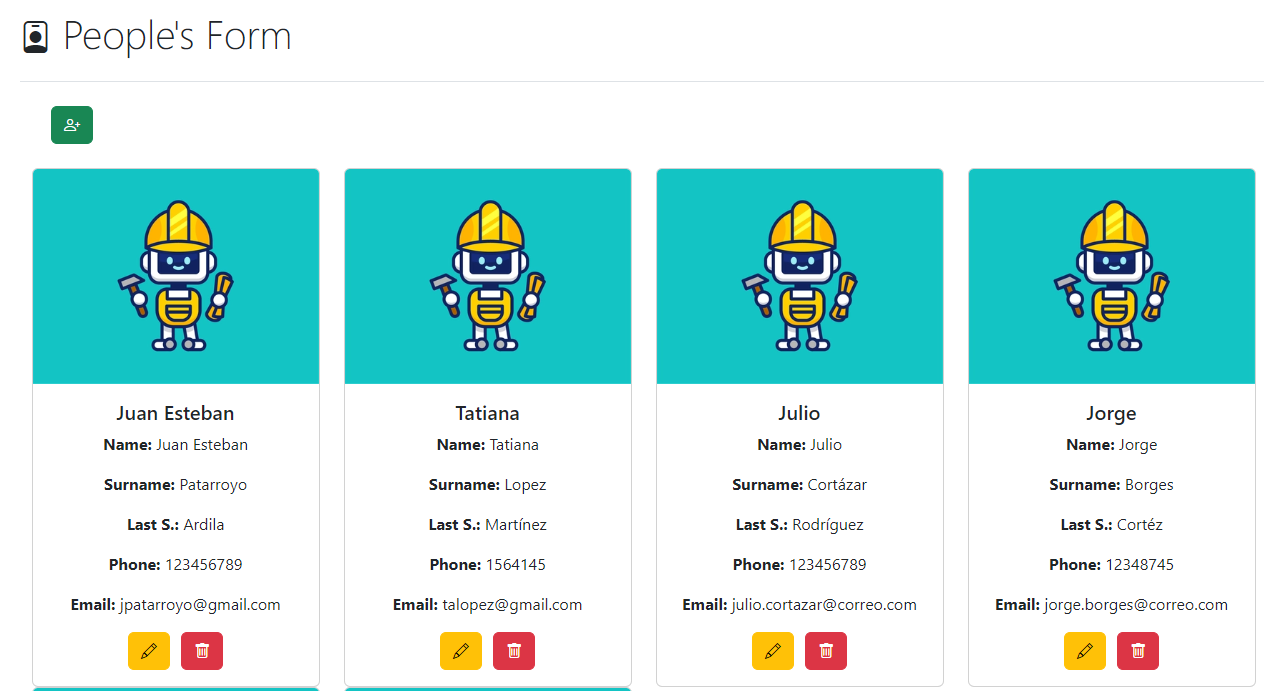 People's Form
Juan Esteban
Name: Juan Esteban
Surname: Patarroyo
Last S.: Ardila
Phone: 123456789
Email: jpatarroyo@gmail.com
Tatiana
Name: Tatiana
Surname: Lopez
Last S.: Martínez
Phone: 1564145
Email: talopez@gmail.com
Julio
Name: Julio
Surname: Cortázar
Last S.: Rodríguez
Phone: 123456789
Email: julio.cortazar@correo.com
Jorge
Name: Jorge
Surname: Borges
Last S.: Cortéz
Phone: 12348745
Email: jorge.borges@correo.com